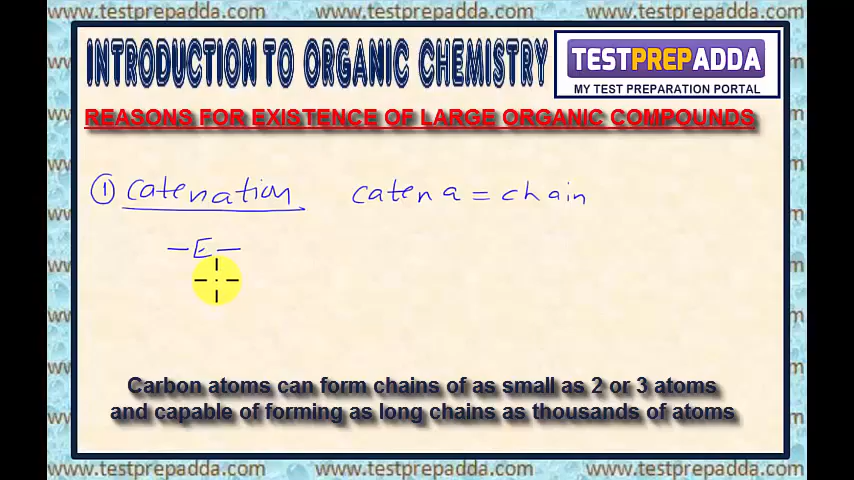 www.testprepadda.com www.testprepadda.com www.testprepadda.com
INTRODUCTION TO ORGANIC CHEMISTRY
TESTPREPADDA
MY TEST PREPARATION PORTAL
REASONS FOR EXISTENCE OF LARGE ORGANIC COMPOUNDS
① catenation catena = chain
–E–
Carbon atoms can form chains of as small as 2 or 3 atoms
and capable of forming as long chains as thousands of atoms
www.testprepadda.com www.testprepadda.com www.testprepadda.com